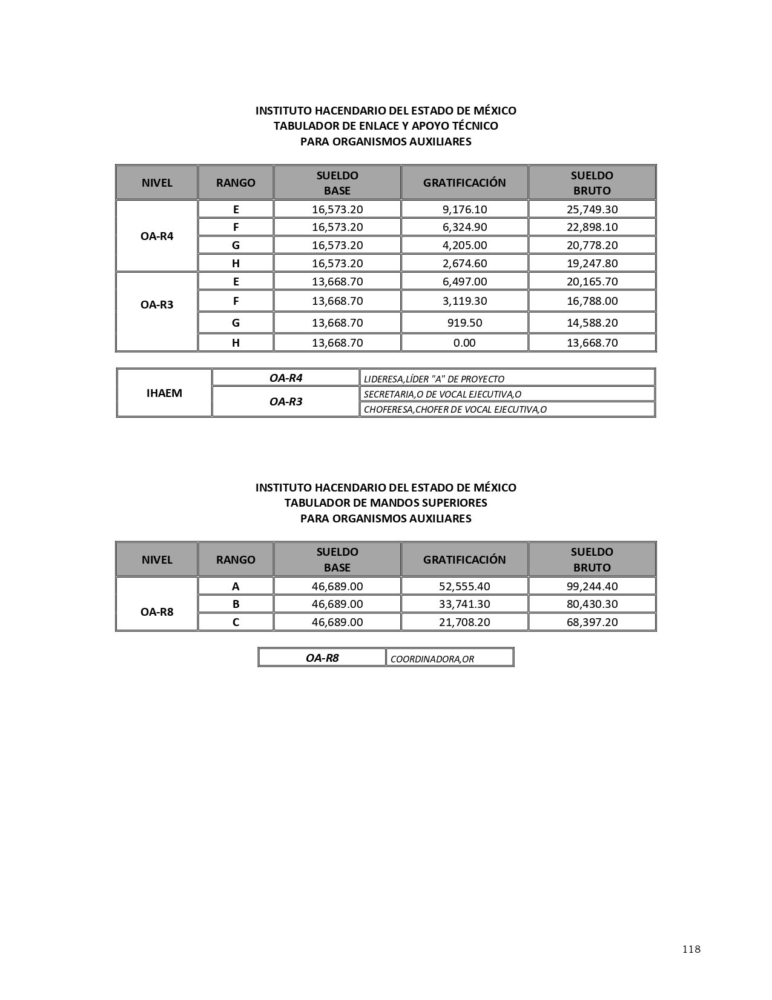 INSTITUTO HACENDARIO DEL ESTADO DE MÉXICO
TABULADOR DE ENLACE Y APOYO TÉCNICO
PARA ORGANISMOS AUXILIARES
NIVEL RANGO SUELDO BASE GRATIFICACIÓN SUELDO BRUTO
OA-R4
E 16,573.20 9,176.10 25,749.30
F 16,573.20 6,324.90 22,898.10
G 16,573.20 4,205.00 20,778.20
H 16,573.20 2,674.60 19,247.80
OA-R3
E 13,668.70 6,497.00 20,165.70
F 13,668.70 3,119.30 16,788.00
G 13,668.70 919.50 14,588.20
H 13,668.70 0.00 13,668.70
IHAEM
OA-R4 LIDERESA,LÍDER "A" DE PROYECTO
OA-R3
SECRETARIA,O DE VOCAL EJECUTIVA,O
CHOFERESA,CHOFER DE VOCAL EJECUTIVA,O
INSTITUTO HACENDARIO DEL ESTADO DE MÉXICO
TABULADOR DE MANDOS SUPERIORES
PARA ORGANISMOS AUXILIARES
NIVEL RANGO SUELDO BASE GRATIFICACIÓN SUELDO BRUTO
OA-R8
A 46,689.00 52,555.40 99,244.40
B 46,689.00 33,741.30 80,430.30
C 46,689.00 21,708.20 68,397.20
OA-R8 COORDINADORA,OR
118